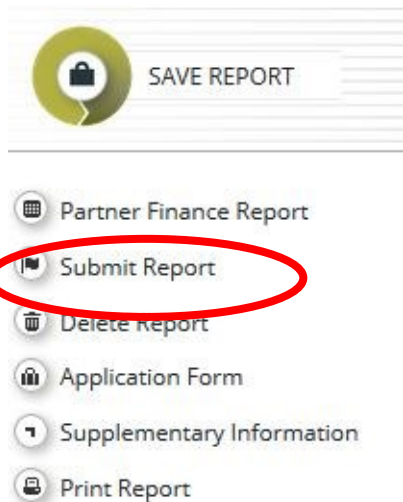 SAVE REPORT
Partner Finance Report
Submit Report
Delete Report
Application Form
Supplementary Information
Print Report